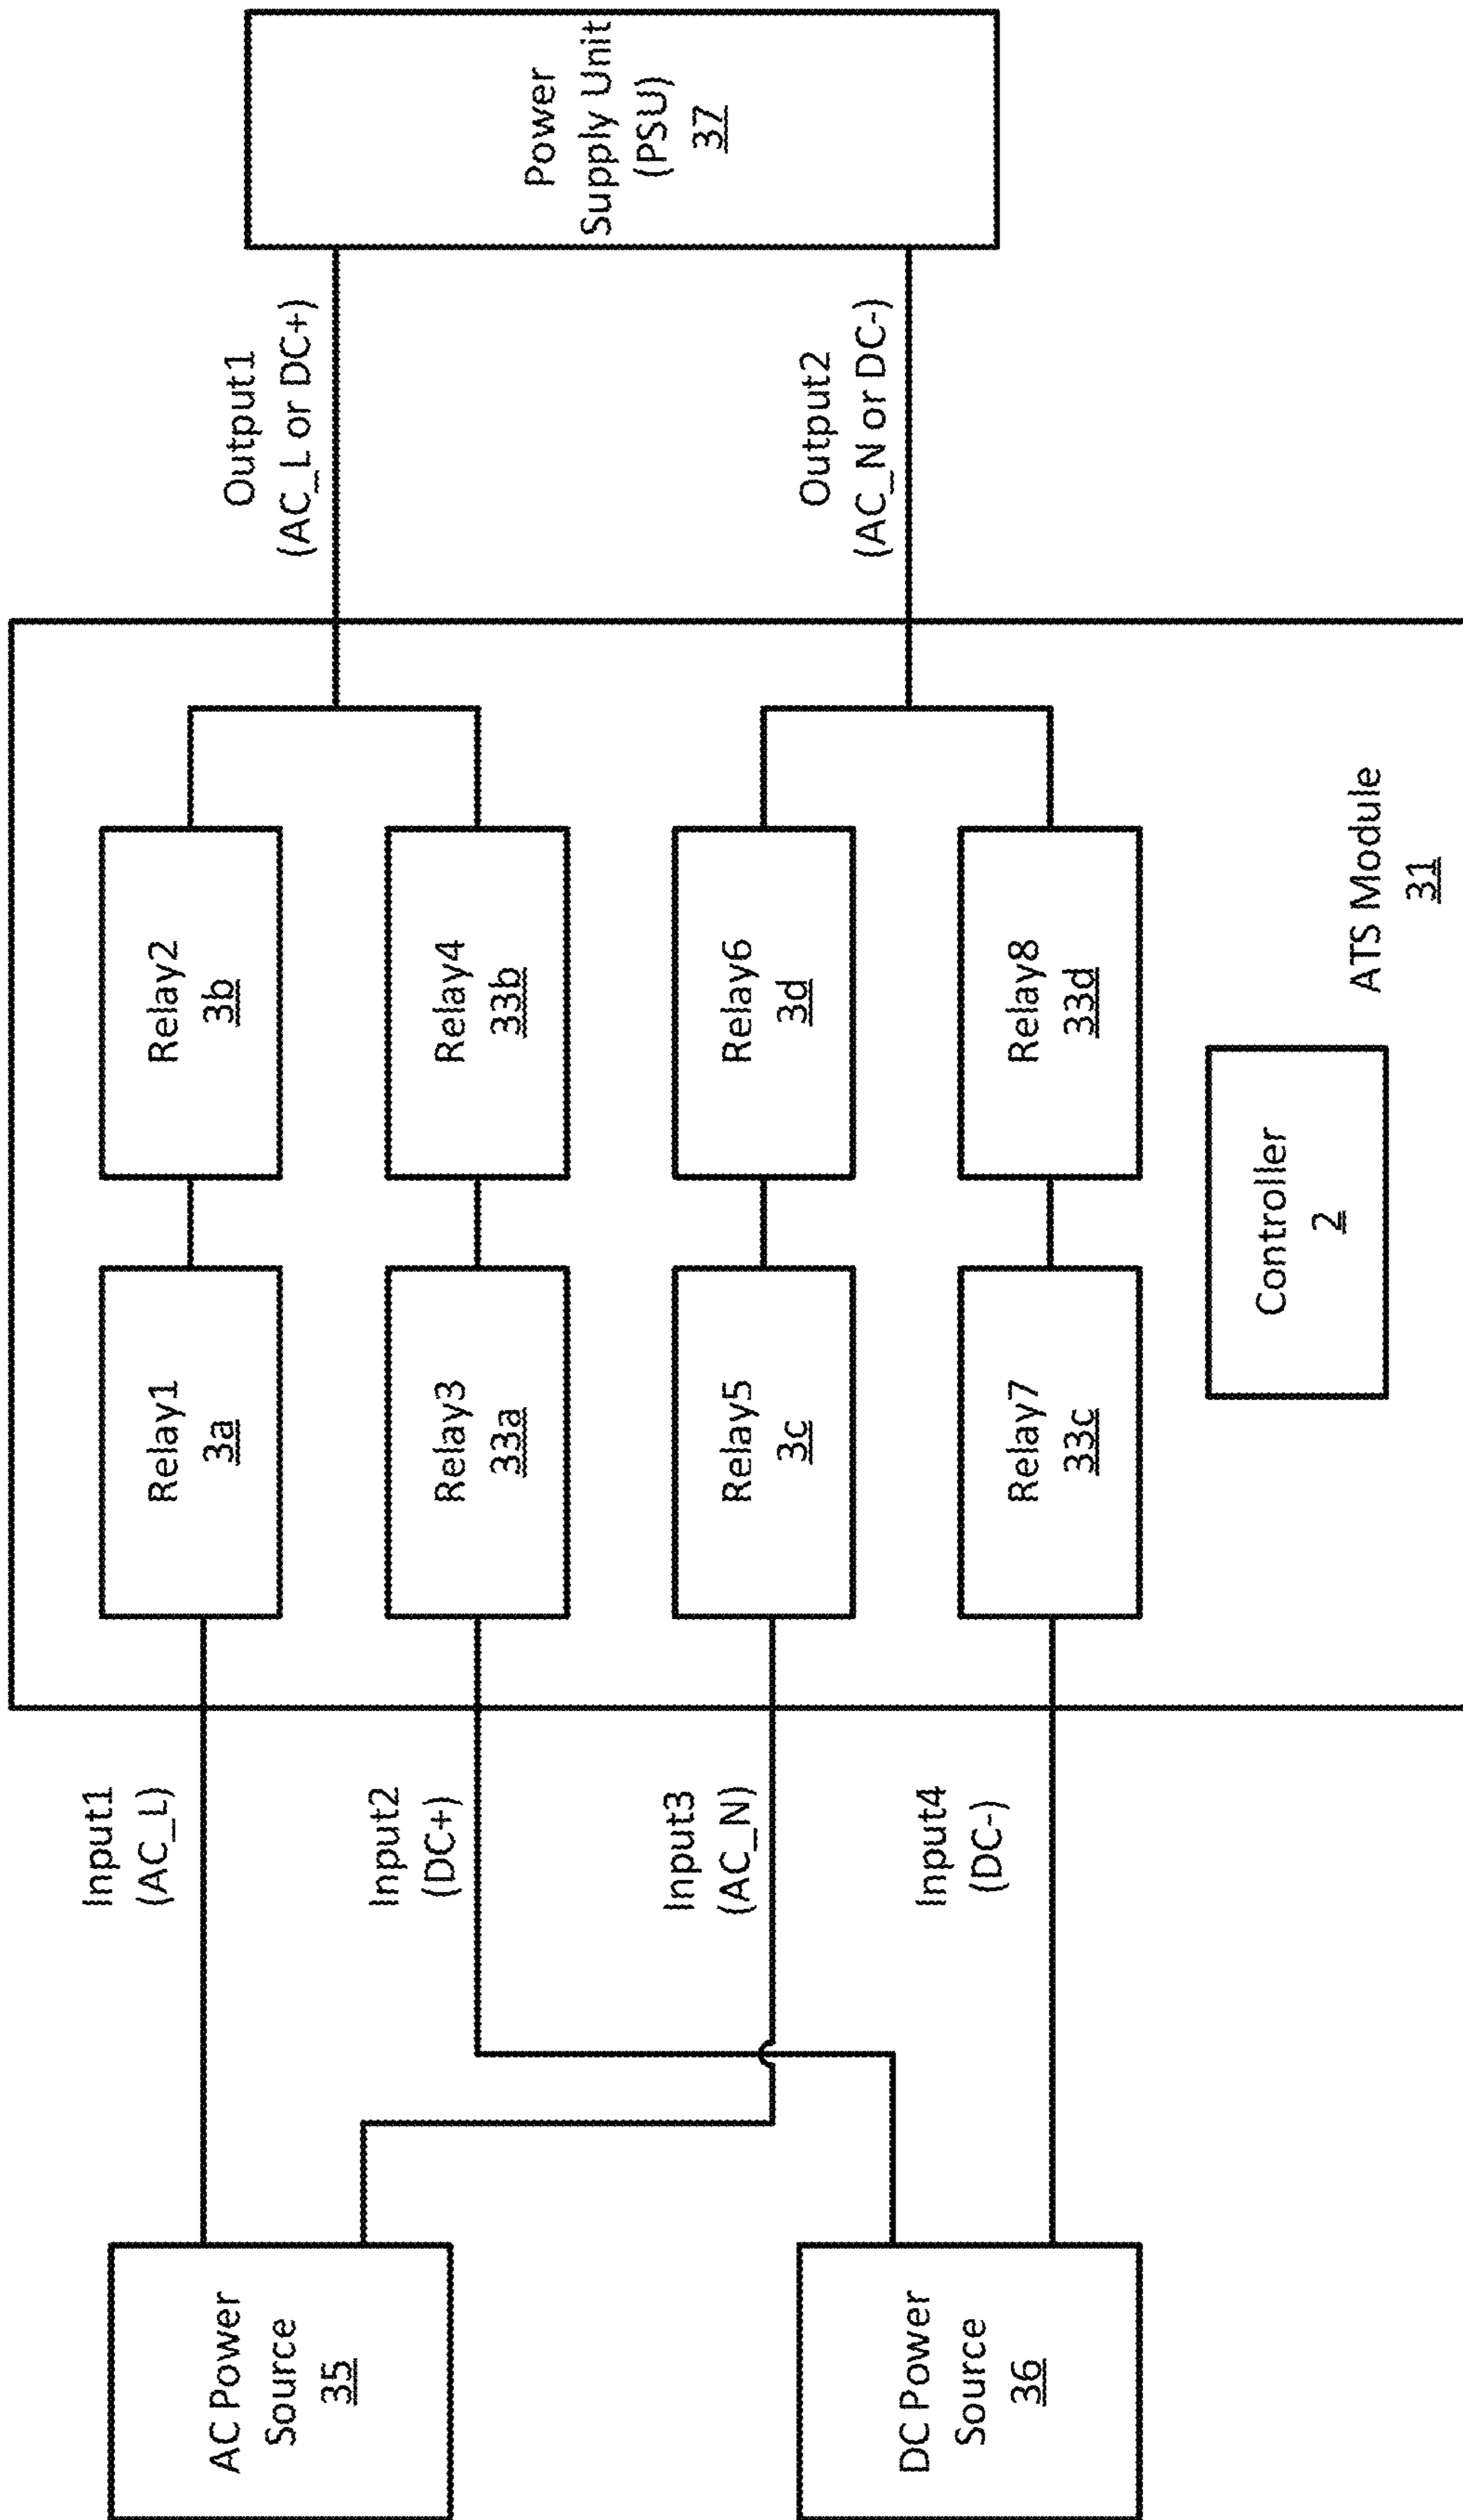 AC Power
Source
35
DC Power
Source
36
Input1
(AC_L)
Input2
(DC+)
Input3
(AC_N)
Input4
(DC-)
Relay1
3a
Relay2
3b
Relay3
33a
Relay4
33b
Relay5
3c
Relay6
3d
Relay7
33c
Relay8
33d
Controller
2
ATS Module
31
Output1
(AC_L or DC+)
Output2
(AC_N or DC-)
Power
Supply Unit
(PSU)
37